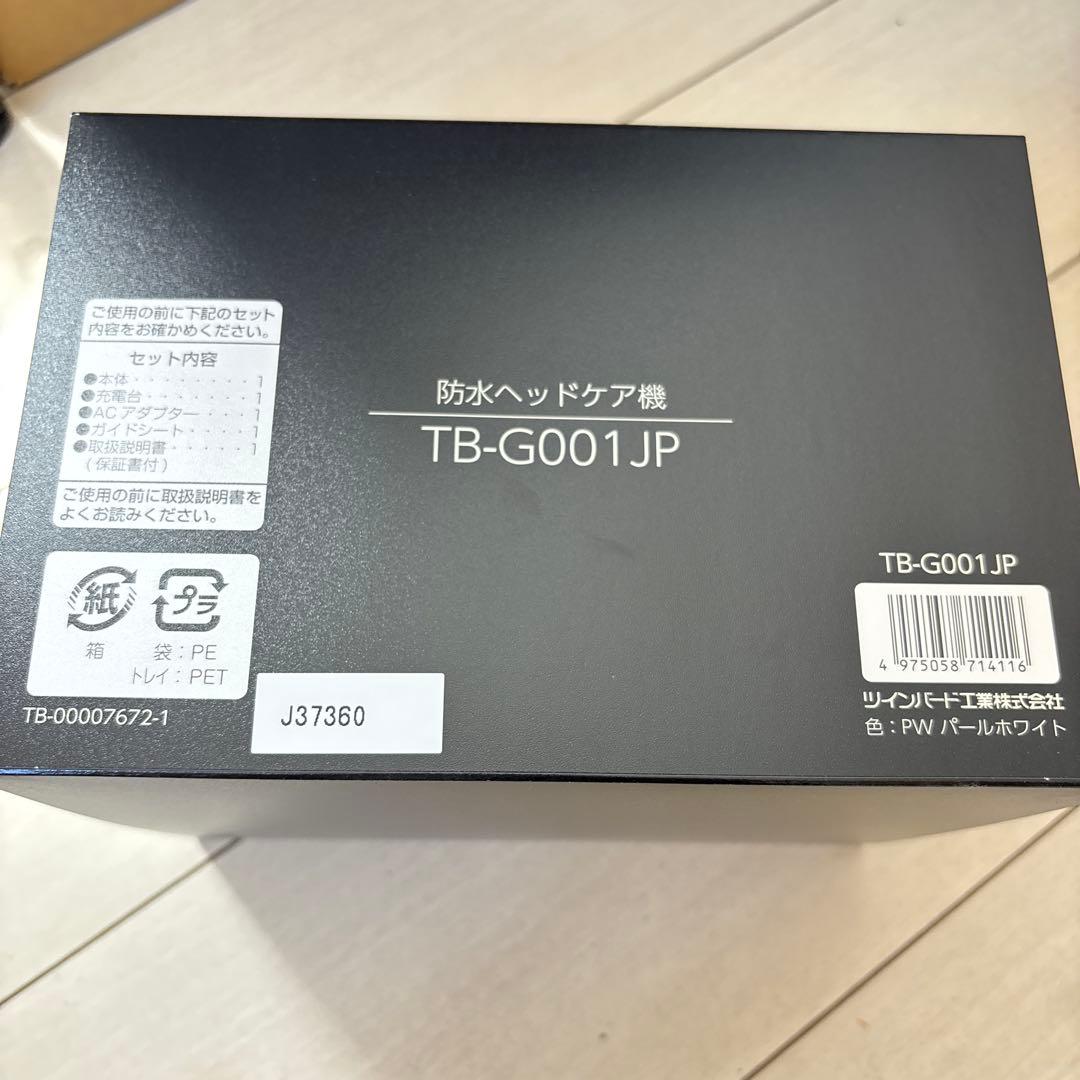 ご使用の前に下記のセット
内容をお確かめください。
セット内容
●本体・・・・・・・・1
●充電台・・・・・・・1
●ACアダプター・・・1
●ガイドシート・・・・1
●取扱説明書・・・・・1
(保証書付)
ご使用の前に取扱説明書を
よくお読みください。
紙
プラ
箱
袋:PE
トレイ:PET
TB-00007672-1
J37360
防水ヘッドケア機
TB-G001JP
TB-G001JP
4 975058 714116
ツインバード工業株式会社
色:PW パールホワイト